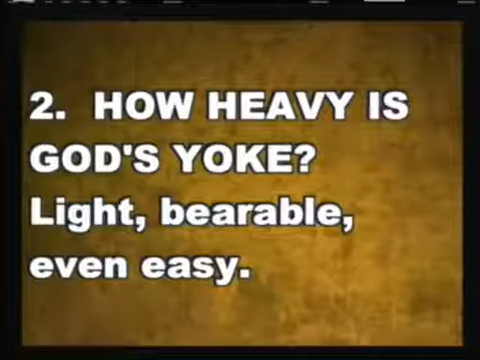 2. HOW HEAVY IS
GOD'S YOKE?
Light, bearable,
even easy.